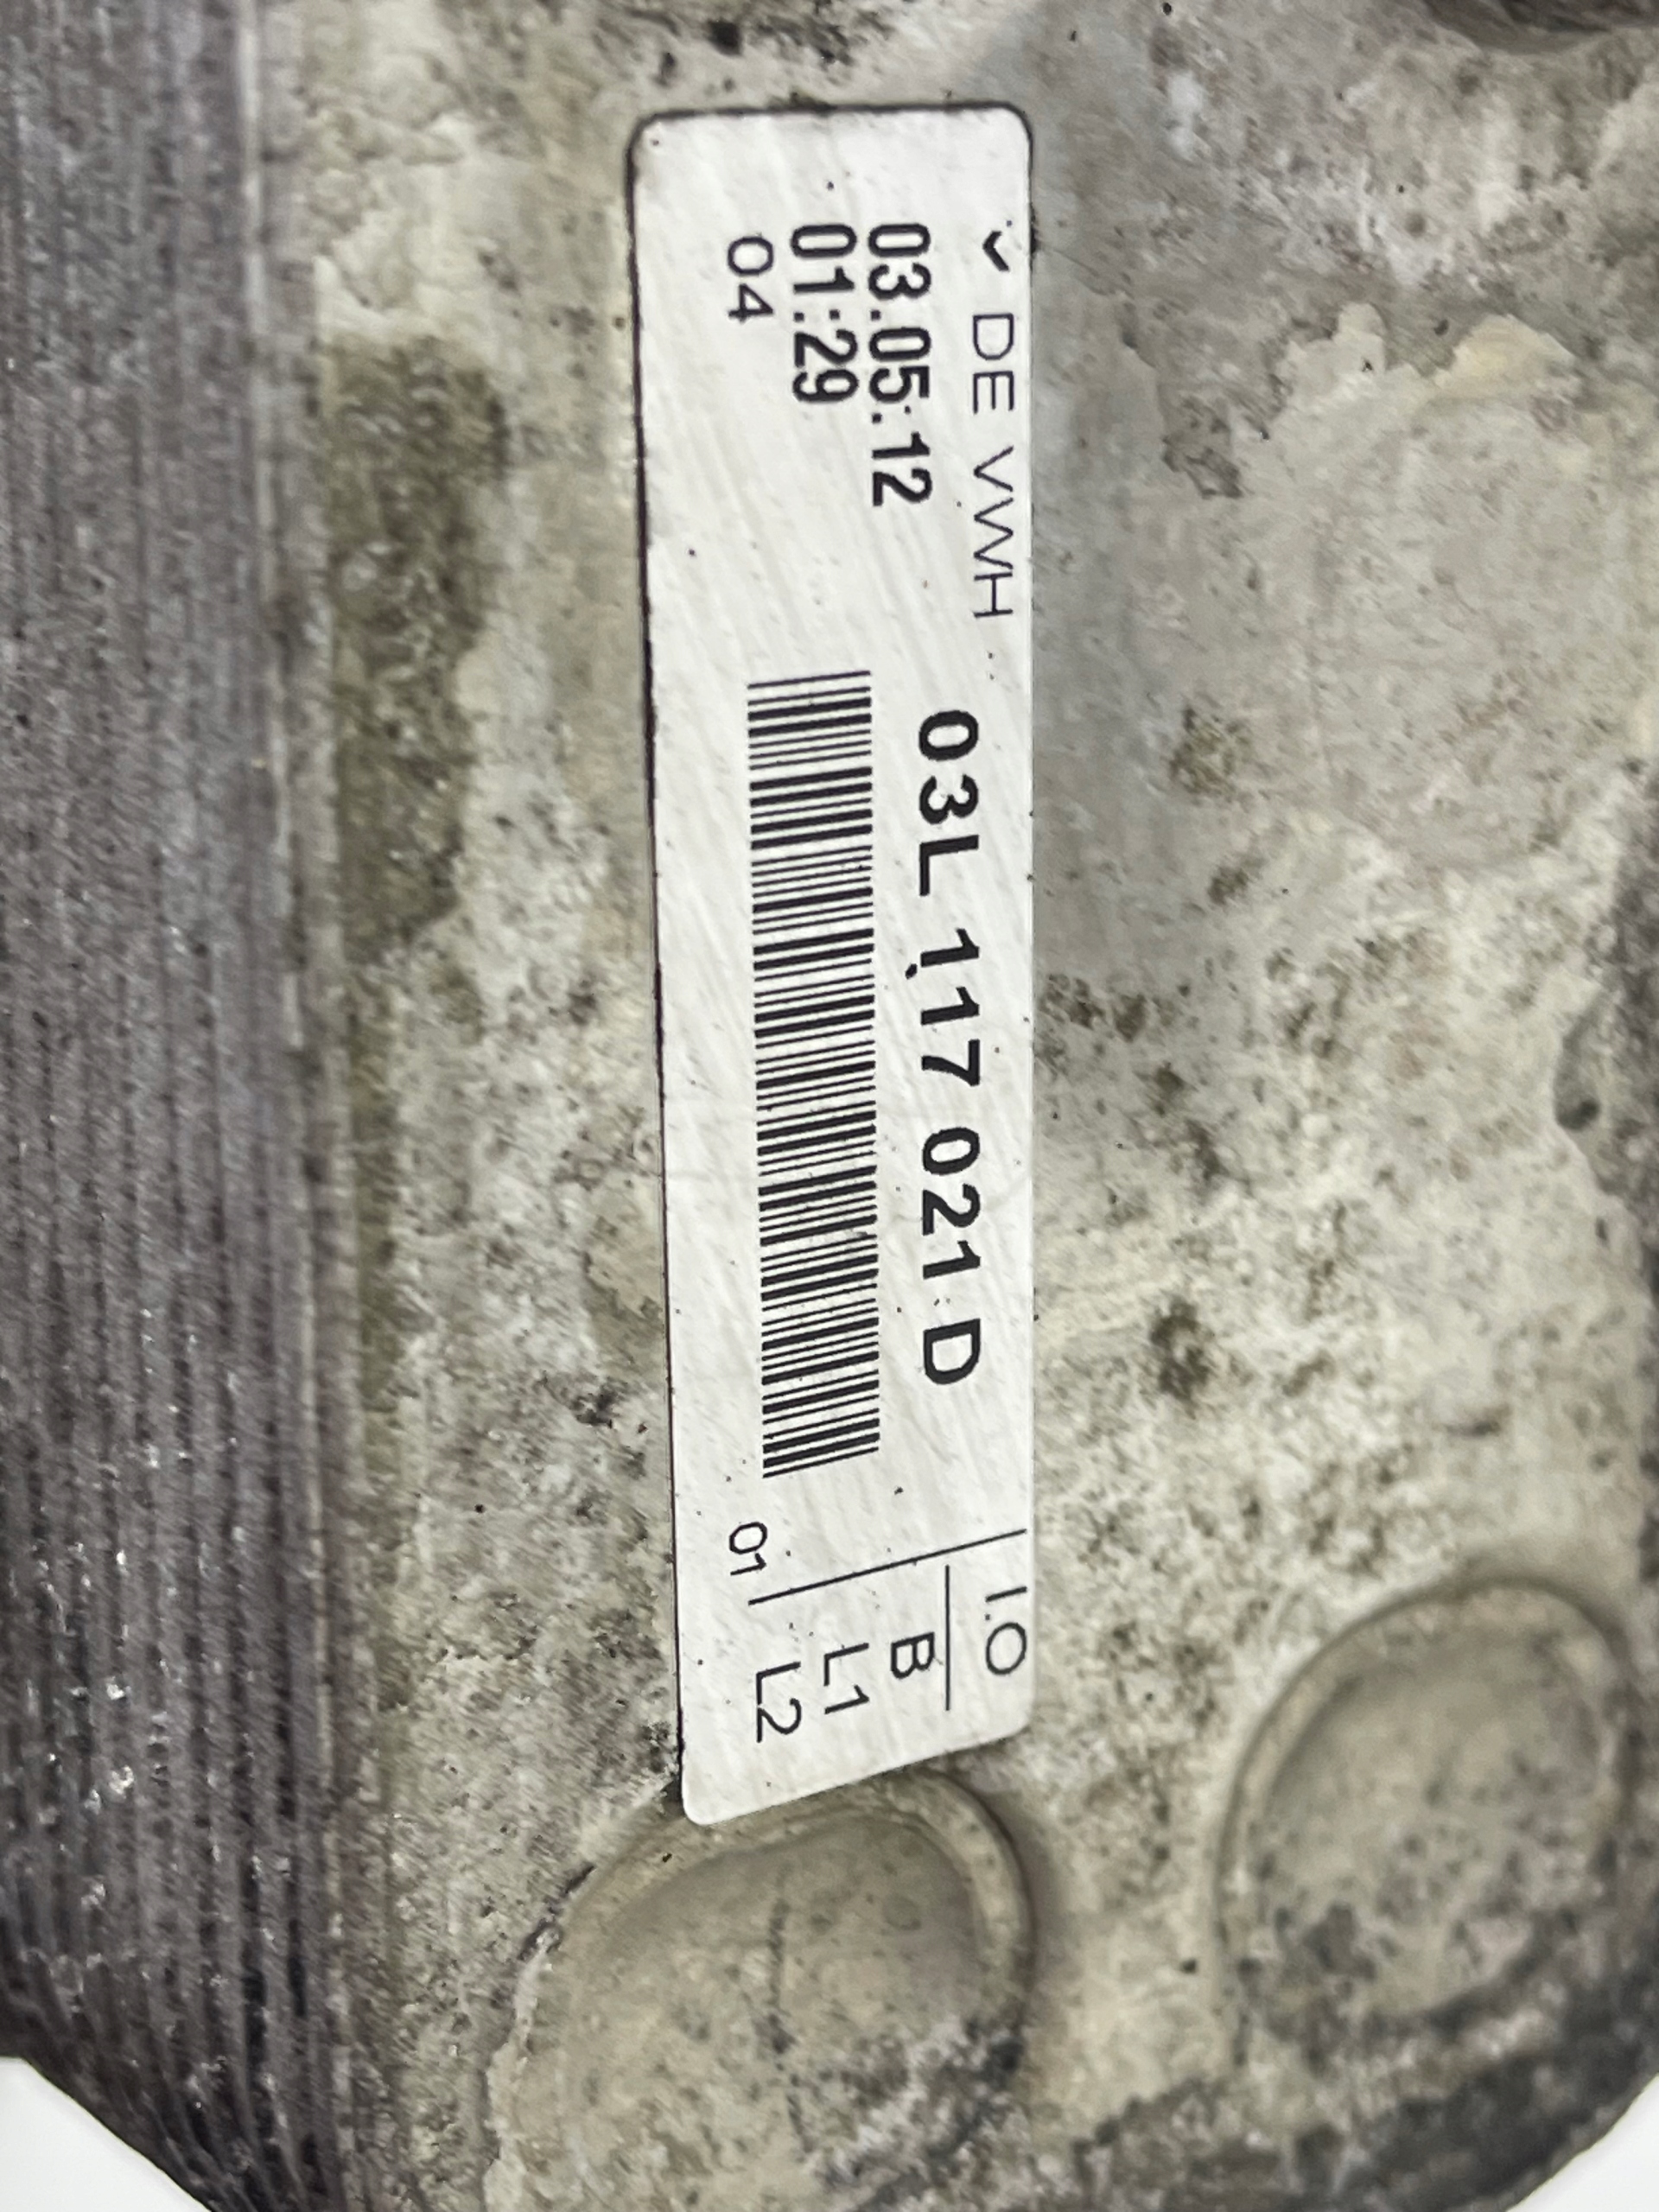 DE VWH
03.05.12
01:29
04
03L 117 021 D
01
I.O
B
L1
L2